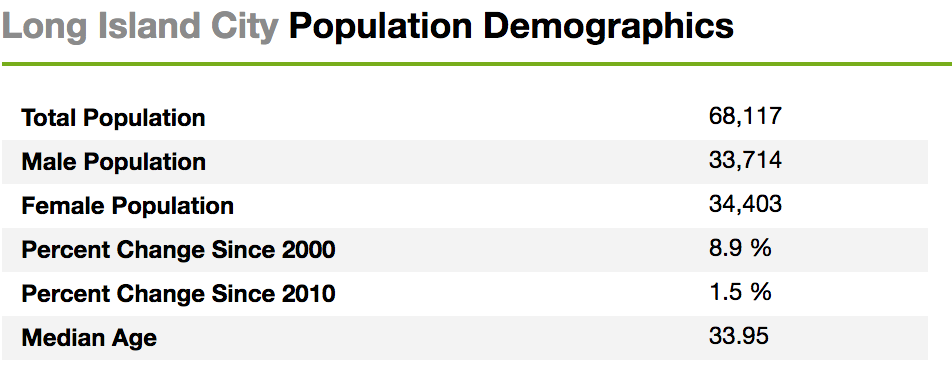 Long Island City Population Demographics
Total Population 68,117
Male Population 33,714
Female Population 34,403
Percent Change Since 2000 8.9 %
Percent Change Since 2010 1.5 %
Median Age 33.95